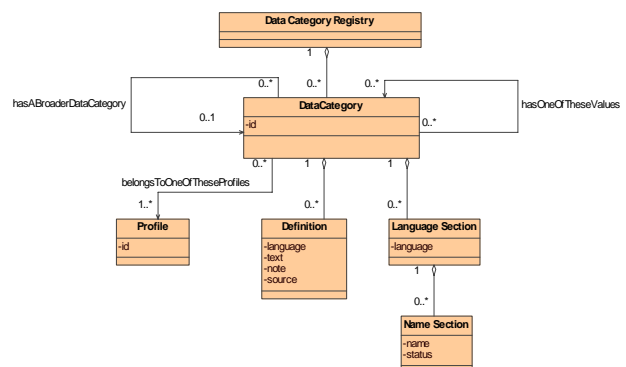 Data Category Registry
1
0..*
0..*
0..*
hasABroaderDataCategory
DataCategory
hasOneOfTheseValues
0..1
-id
0..*
0..*
1
1
belongsToOneOfTheseProfiles
1..*
0..*
0..*
Profile
-id
Definition
-language
-text
-note
-source
Language Section
-language
1
0..*
Name Section
-name
-status